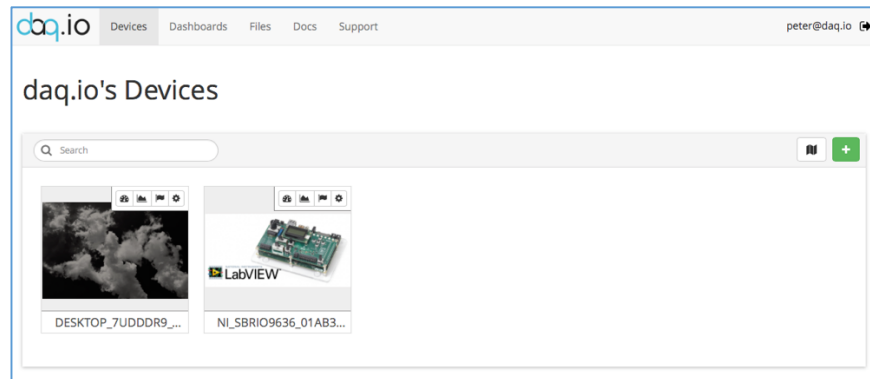 daq.io Devices Dashboards Files Docs Support peter@daq.io
daq.io's Devices
Search
LabVIEW
DESKTOP_7UDDDR9_... NI_SBRIO9636_01AB3...